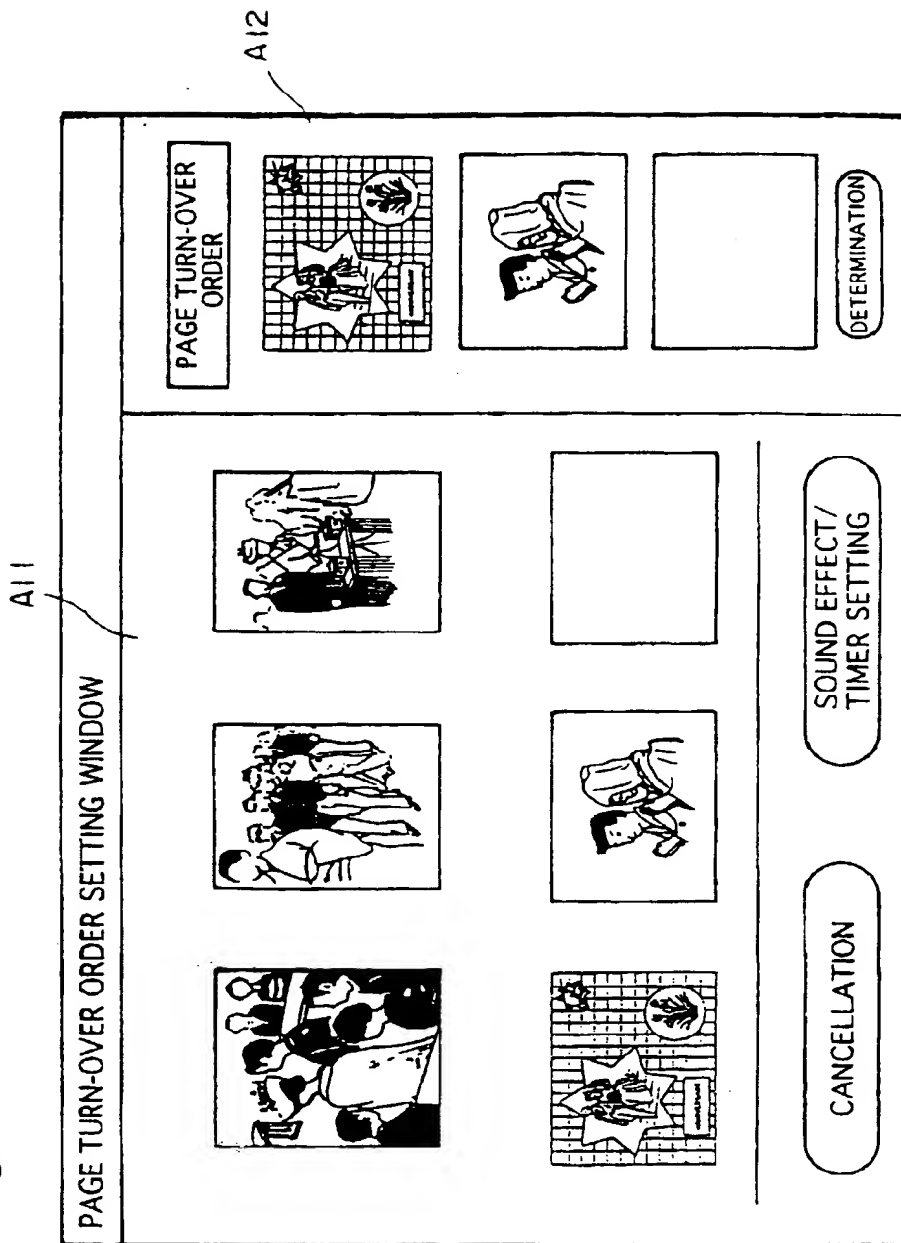 A11
A12
PAGE TURN-OVER ORDER SETTING WINDOW
PAGE TURN-OVER
ORDER
DETERMINATION
CANCELLATION
SOUND EFFECT/
TIMER SETTING